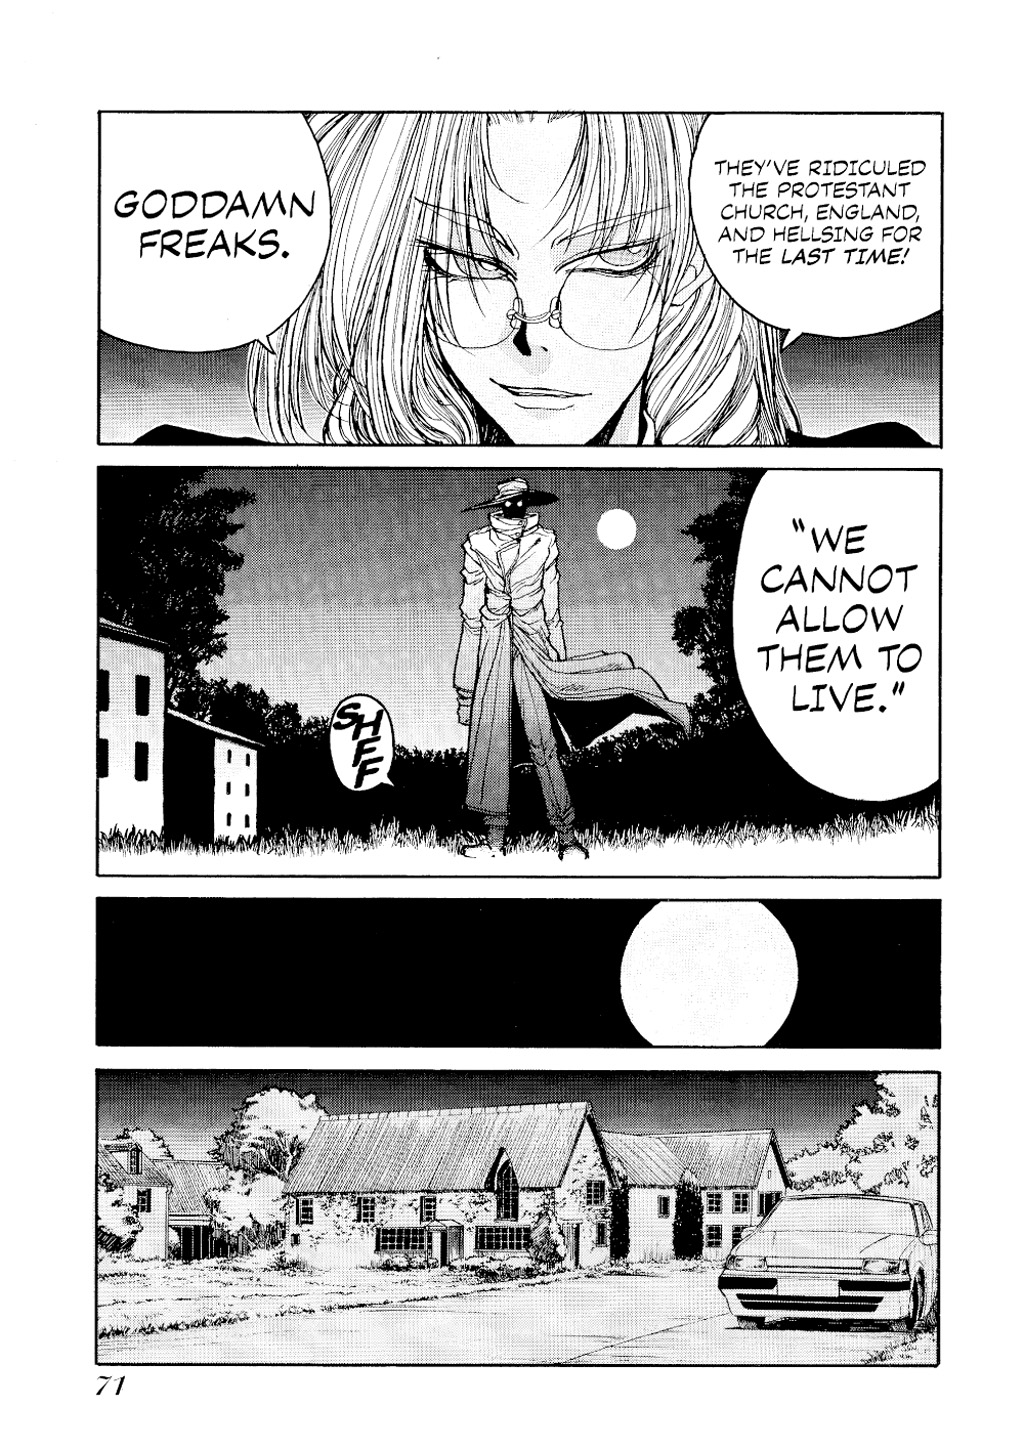 THEY'VE RIDICULED
THE PROTESTANT
CHURCH, ENGLAND,
AND HELLSING FOR
THE LAST TIME!
GODDAMN
FREAKS.
"WE
CANNOT
ALLOW
THEM TO
LIVE."
SHFF
71